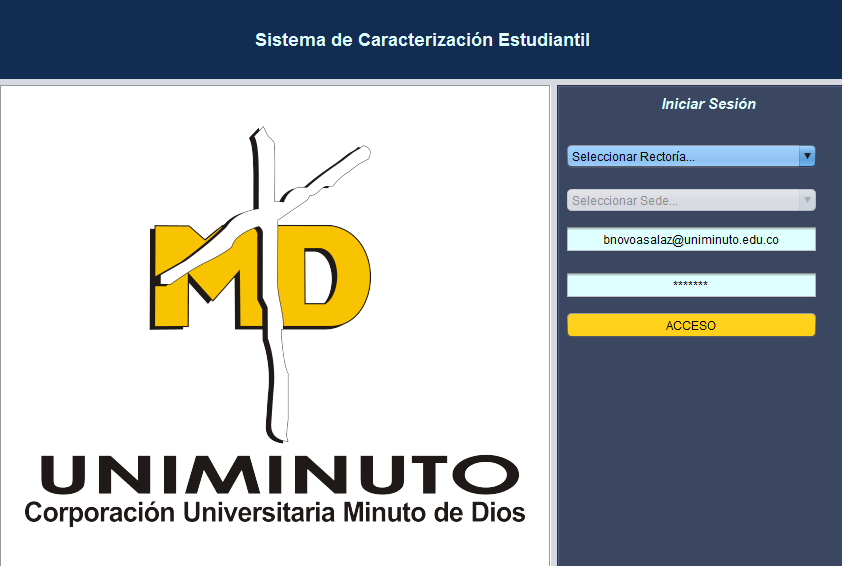 Sistema de Caracterización Estudiantil
Iniciar Sesión
Seleccionar Rectoría...
Seleccionar Sede...
bnovoasalaz@uniminuto.edu.co
*******
ACCESO
MD
UNIMINUTO
Corporación Universitaria Minuto de Dios